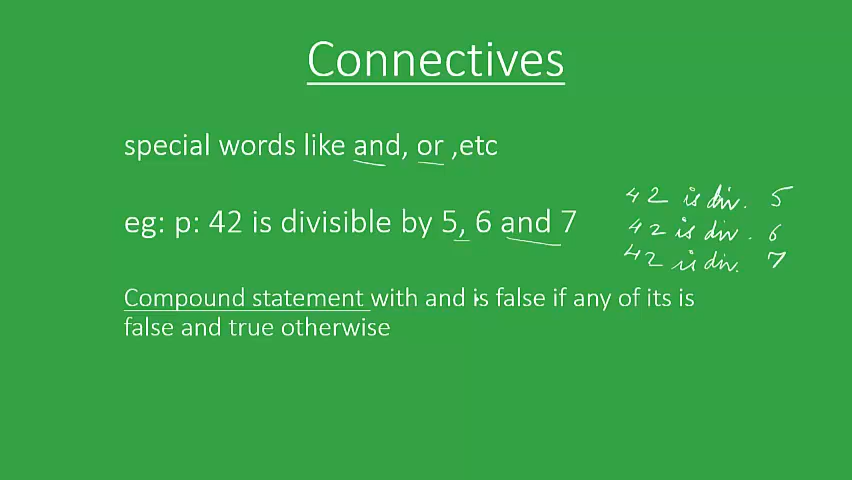 Connectives
special words like and, or ,etc
eg: p: 42 is divisible by 5, 6 and 7
42 is div. 5
42 is div. 6
42 is div. 7
Compound statement with and is false if any of its is
false and true otherwise